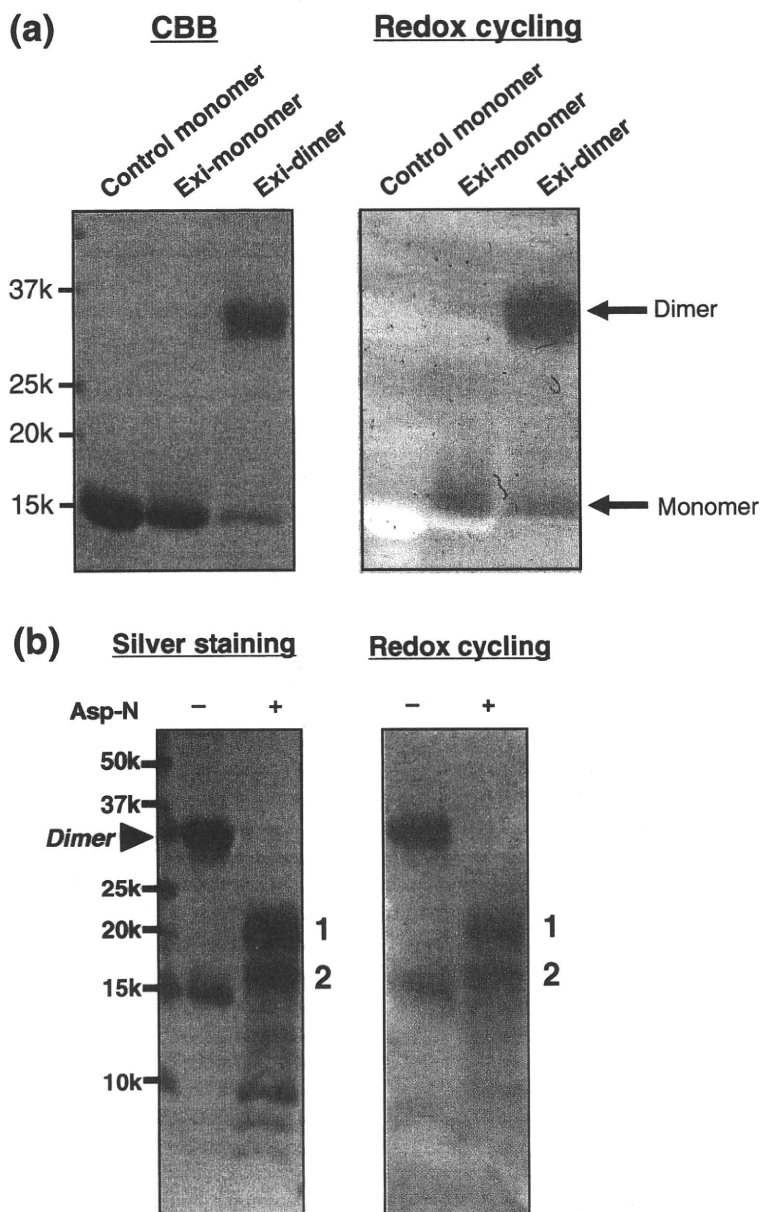 (a) CBB Redox cycling
Control monomer Exi-monomer Exi-dimer Control monomer Exi-monomer Exi-dimer
37k
Dimer
25k
20k
15k
Monomer
(b) Silver staining Redox cycling
Asp-N – + – +
50k
37k
Dimer
25k
20k 1 1
2 2
15k
10k